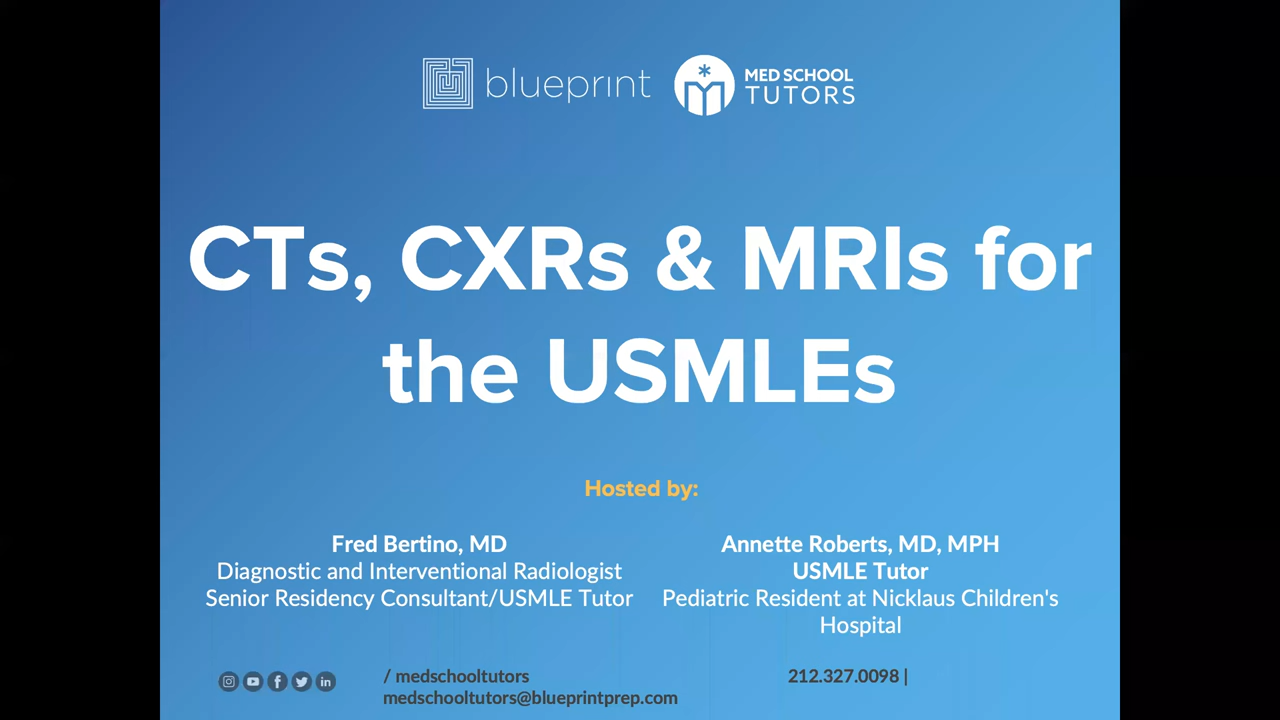 blueprint
MED SCHOOL
TUTORS
CTs, CXRs & MRIs for
the USMLEs
Hosted by:
Fred Bertino, MD
Diagnostic and Interventional Radiologist
Senior Residency Consultant/USMLE Tutor
Annette Roberts, MD, MPH
USMLE Tutor
Pediatric Resident at Nicklaus Children's
Hospital
/ medschooltutors
medschooltutors@blueprintprep.com
212.327.0098 |